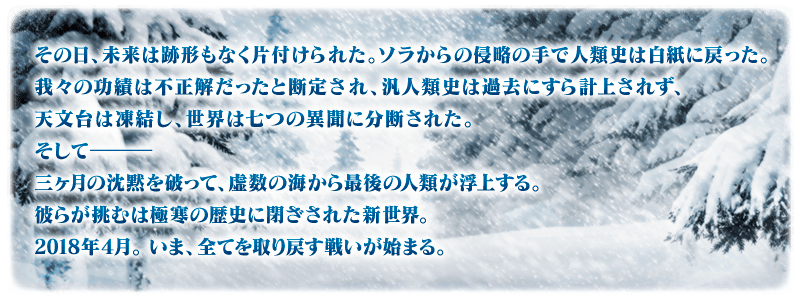 その日、未来は跡形もなく片付けられた。ソラからの侵略の手で人類史は白紙に戻った。
我々の功績は不正解だったと断定され、汎人類史は過去にすら計上されず、
天文台は凍結し、世界は七つの異聞に分断された。
そして―――
三ヶ月の沈黙を破って、虚数の海から最後の人類が浮上する。
彼らが挑むは極寒の歴史に閉ざされた新世界。
2018年4月。いま、全てを取り戻す戦いが始まる。